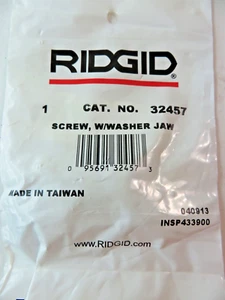 RIDGID®
1 CAT. NO. 32457
SCREW, W/WASHER JAW
0 95691 32457 3
MADE IN TAIWAN
040913
INSP433900
www.RIDGID.com